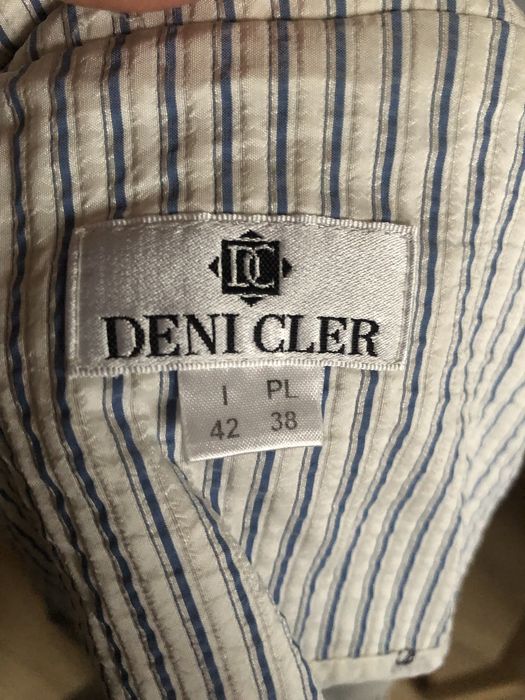 DC
DENI CLER
I PL
42 38